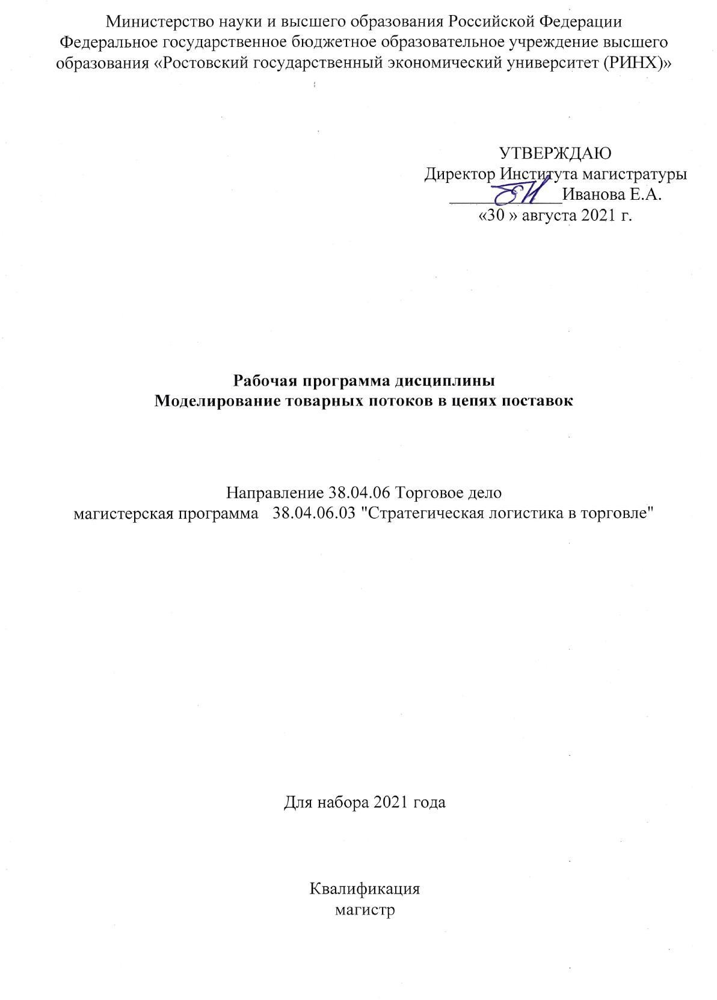 Министерство науки и высшего образования Российской Федерации
Федеральное государственное бюджетное образовательное учреждение высшего
образования «Ростовский государственный экономический университет (РИНХ)»
УТВЕРЖДАЮ
Директор Института магистратуры
Иванова Е.А.
«30 » августа 2021 г.
Рабочая программа дисциплины
Моделирование товарных потоков в цепях поставок
Направление 38.04.06 Торговое дело
магистерская программа 38.04.06.03 "Стратегическая логистика в торговле"
Для набора 2021 года
Квалификация
магистр